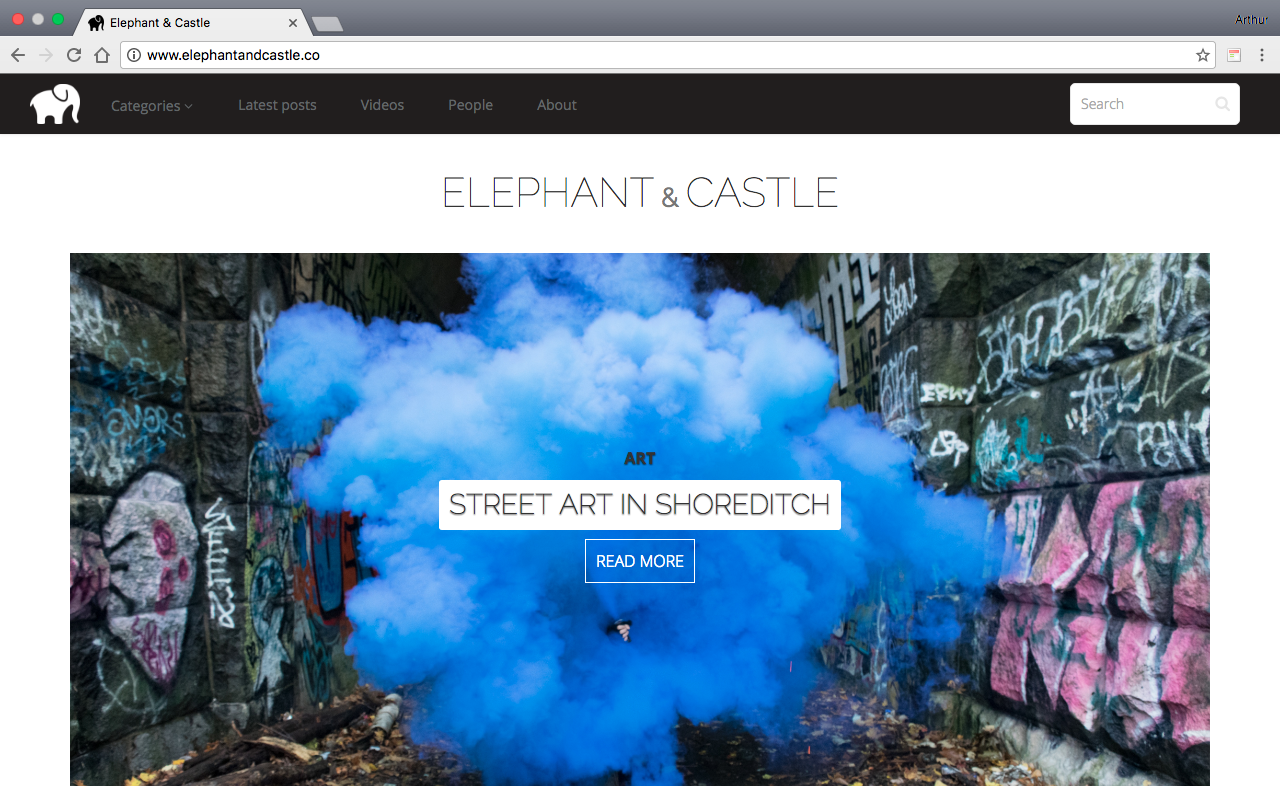 Elephant & Castle
Arthur
www.elephantandcastle.co
Categories
Latest posts
Videos
People
About
Search
ELEPHANT & CASTLE
ART
STREET ART IN SHOREDITCH
READ MORE